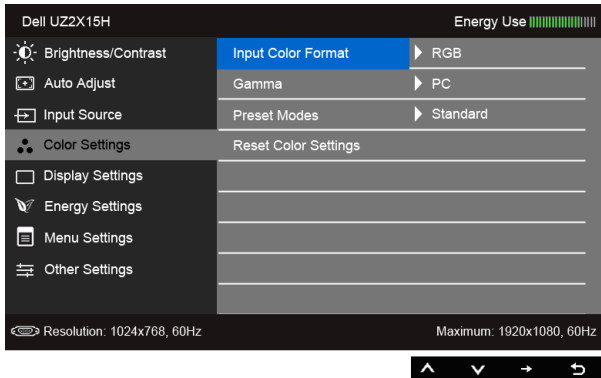 Dell UZ2X15H
Energy Use
Brightness/Contrast
Input Color Format
RGB
Auto Adjust
Gamma
PC
Input Source
Preset Modes
Standard
Color Settings
Reset Color Settings
Display Settings
Energy Settings
Menu Settings
Other Settings
Resolution: 1024x768, 60Hz
Maximum: 1920x1080, 60Hz